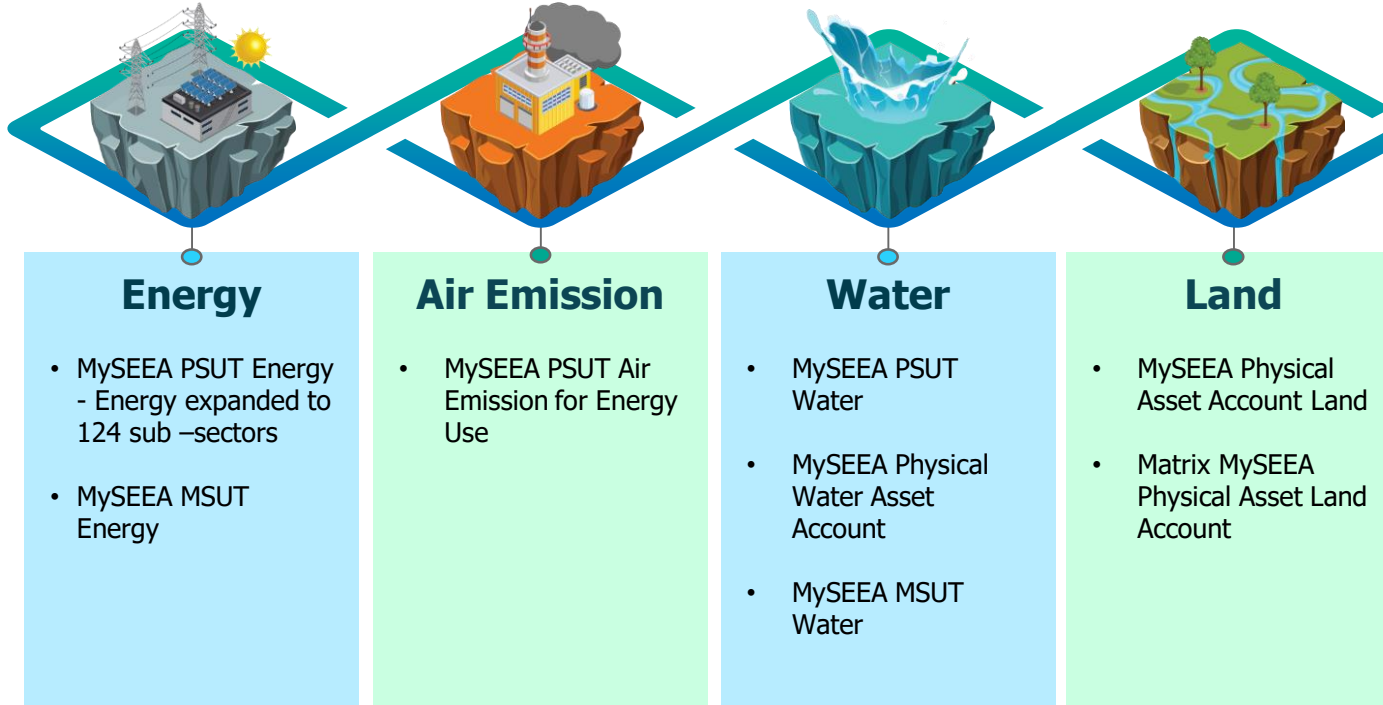 Energy
• MySEEA PSUT Energy
- Energy expanded to
124 sub –sectors
• MySEEA MSUT
Energy
Air Emission
• MySEEA PSUT Air
Emission for Energy
Use
Water
• MySEEA PSUT
Water
• MySEEA Physical
Water Asset
Account
• MySEEA MSUT
Water
Land
• MySEEA Physical
Asset Account Land
• Matrix MySEEA
Physical Asset Land
Account